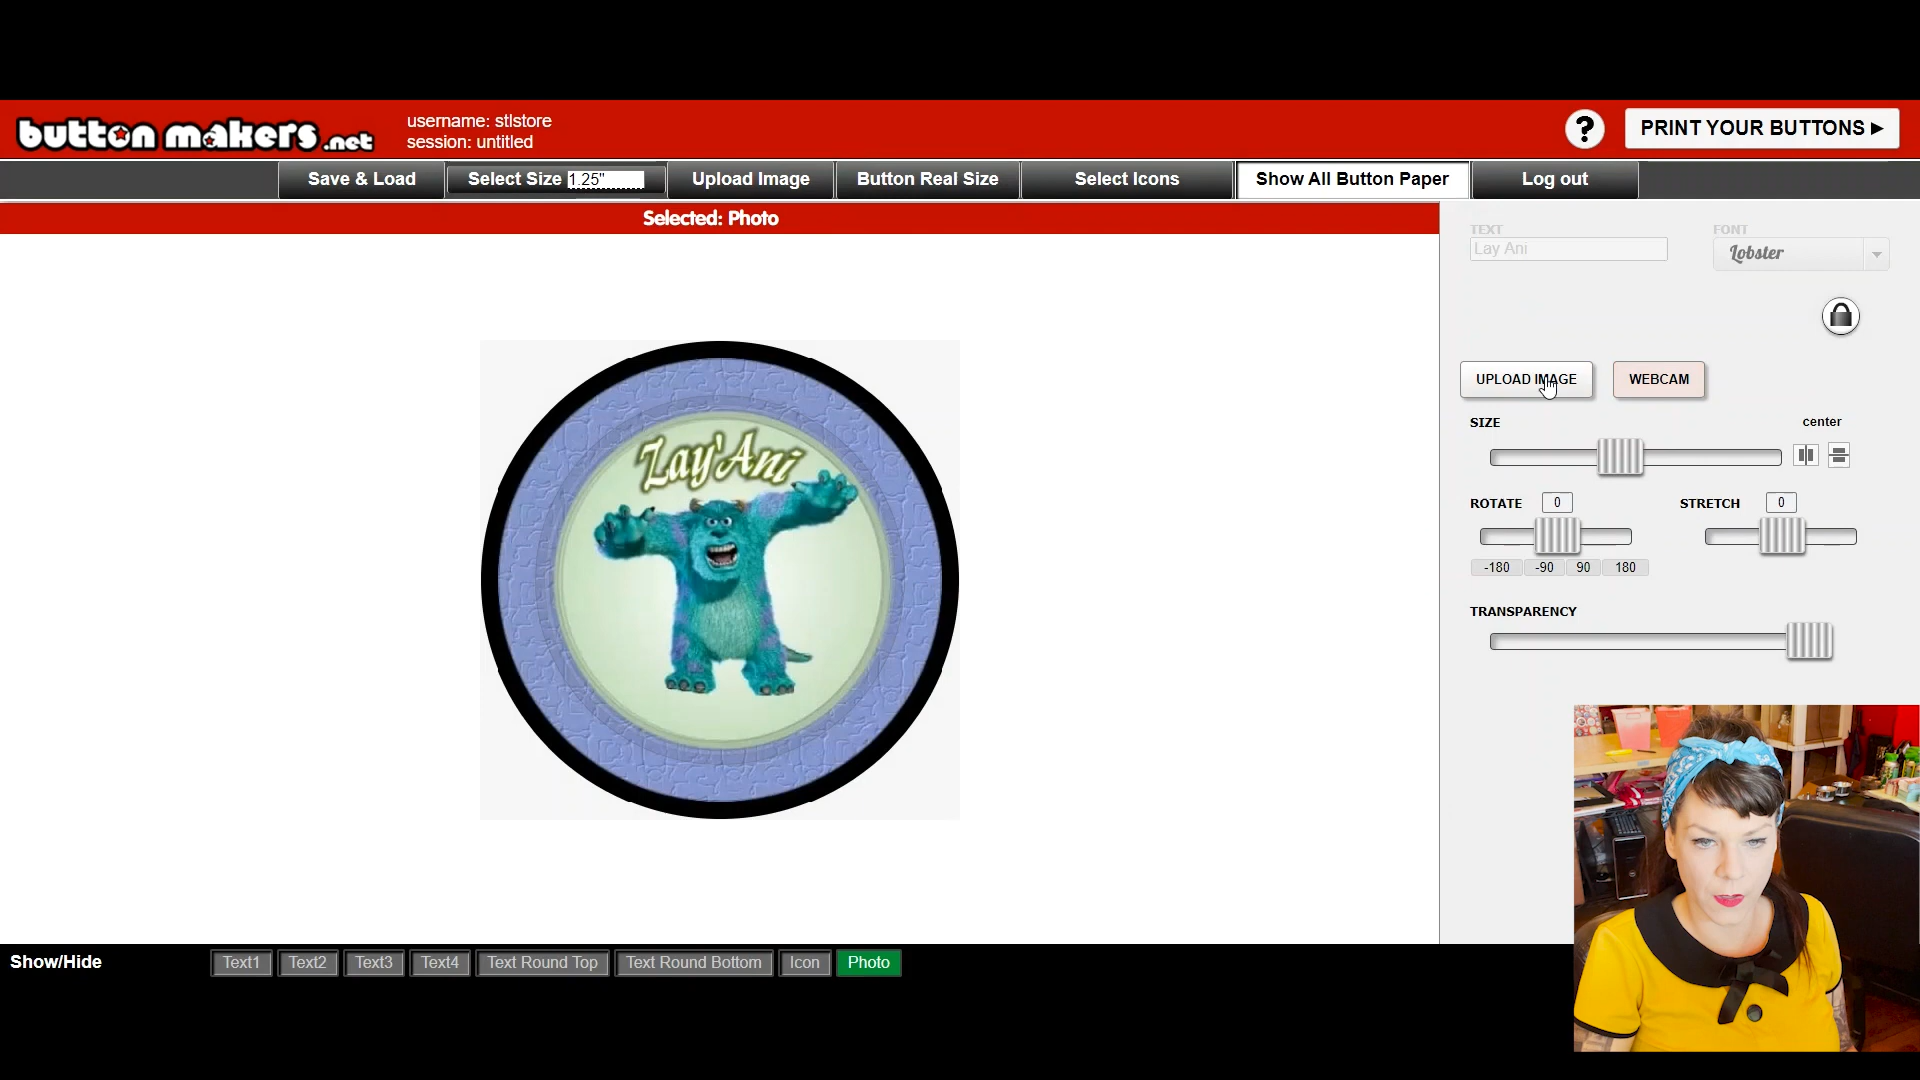 button makers.net
username: stlstore
session: untitled
?
PRINT YOUR BUTTONS ▶
Save & Load
Select Size 1.25"
Upload Image
Button Real Size
Select Icons
Show All Button Paper
Log out
Selected: Photo
TEXT
FONT
Lay Ani
Lobster
Zay'Ani
UPLOAD IMAGE
WEBCAM
SIZE
center
ROTATE 0
STRETCH 0
-180 -90 90 180
TRANSPARENCY
Show/Hide
Text1
Text2
Text3
Text4
Text Round Top
Text Round Bottom
Icon
Photo